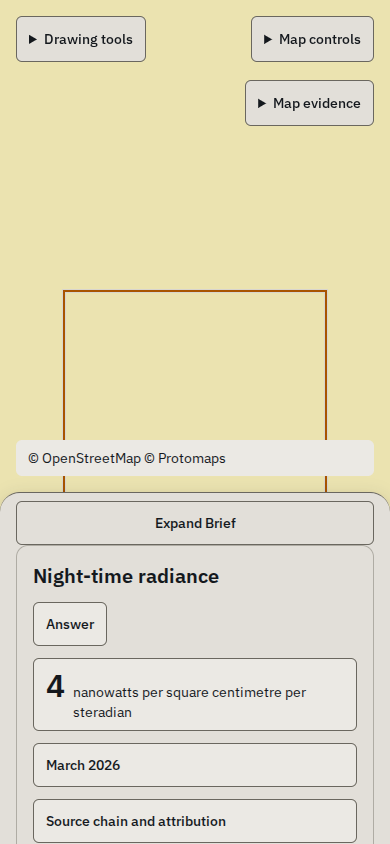 Drawing tools
Map controls
Map evidence
© OpenStreetMap © Protomaps
Expand Brief
Night-time radiance
Answer
4 nanowatts per square centimetre per
steradian
March 2026
Source chain and attribution